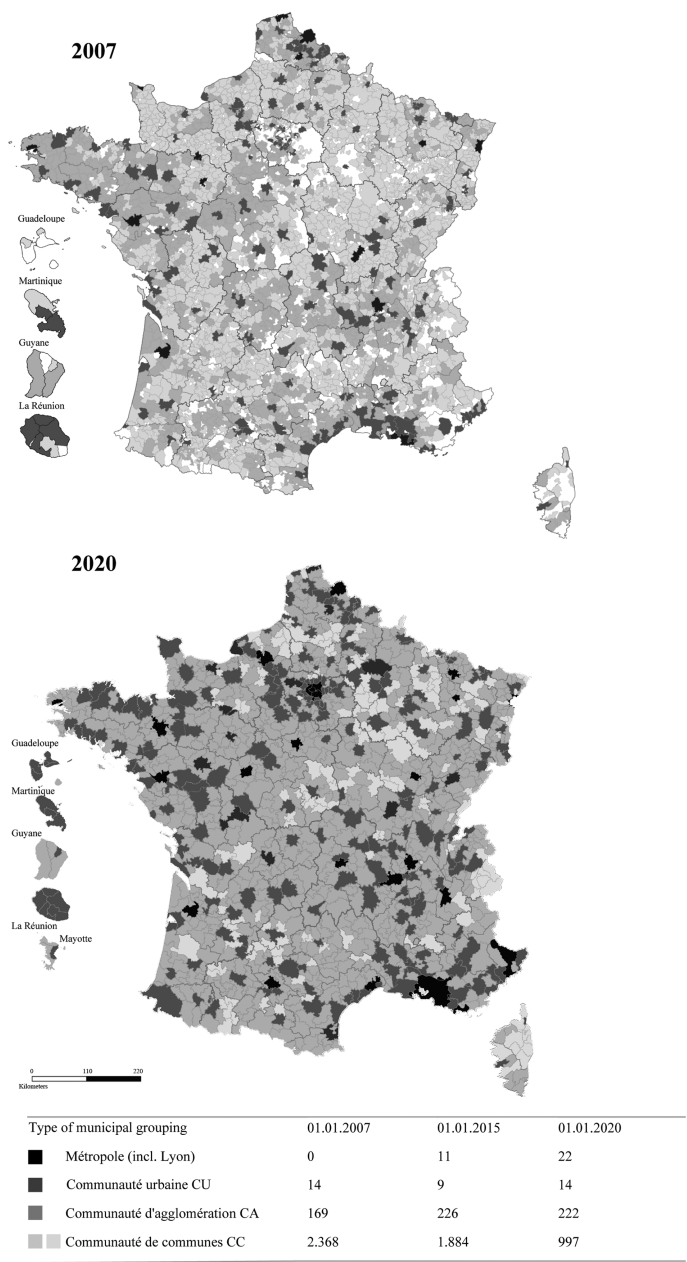 2007
Guadeloupe
Martinique
Guyane
La Réunion
2020
Guadeloupe
Martinique
Guyane
La Réunion
Mayotte
0 110 220
Kilometers
Type of municipal grouping 01.01.2007 01.01.2015 01.01.2020
Métropole (incl. Lyon) 0 11 22
Communauté urbaine CU 14 9 14
Communauté d'agglomération CA 169 226 222
Communauté de communes CC 2.368 1.884 997